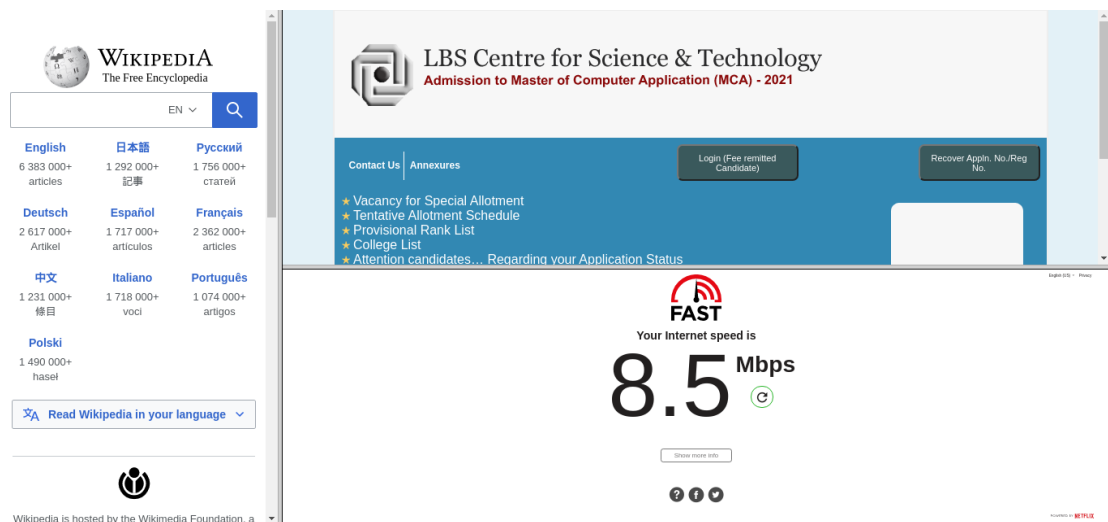 WIKIPEDIA
The Free Encyclopedia
EN
English
6 383 000+
articles
日本語
1 292 000+
記事
Русский
1 756 000+
статей
Deutsch
2 617 000+
Artikel
Español
1 717 000+
artículos
Français
2 362 000+
articles
中文
1 231 000+
條目
Italiano
1 718 000+
voci
Português
1 074 000+
artigos
Polski
1 490 000+
haseł
Read Wikipedia in your language
Wikipedia is hosted by the Wikimedia Foundation, a
LBS Centre for Science & Technology
Admission to Master of Computer Application (MCA) - 2021
Contact Us
Annexures
Login (Fee remitted
Candidate)
Recover Appln. No./Reg
No.
Vacancy for Special Allotment
Tentative Allotment Schedule
Provisional Rank List
College List
Attention candidates… Regarding your Application Status
English (US)
Privacy
FAST
Your Internet speed is
8.5 Mbps
Show more info
POWERED BY NETFLIX